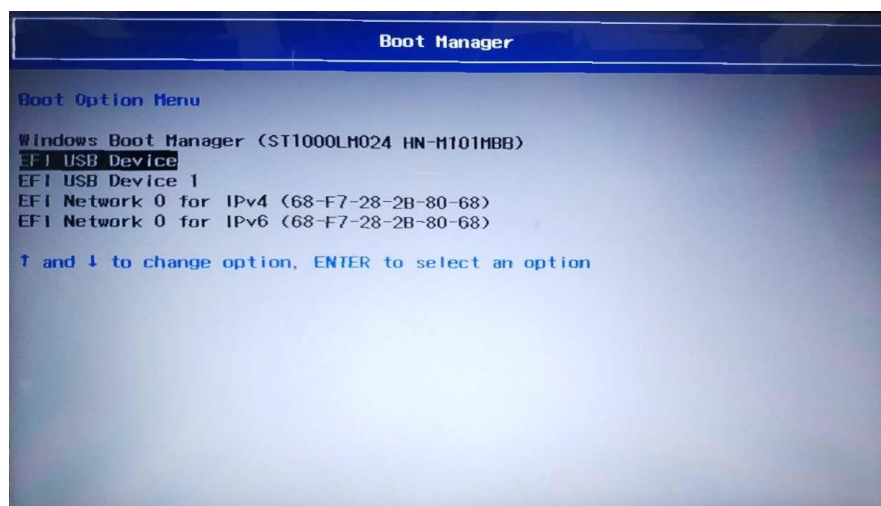 Boot Manager
Boot Option Menu
Windows Boot Manager (ST1000LM024 HN-M101MBB)
EFI USB Device
EFI USB Device 1
EFI Network 0 for IPv4 (68-F7-28-2B-80-68)
EFI Network 0 for IPv6 (68-F7-28-2B-80-68)
↑ and ↓ to change option, ENTER to select an option